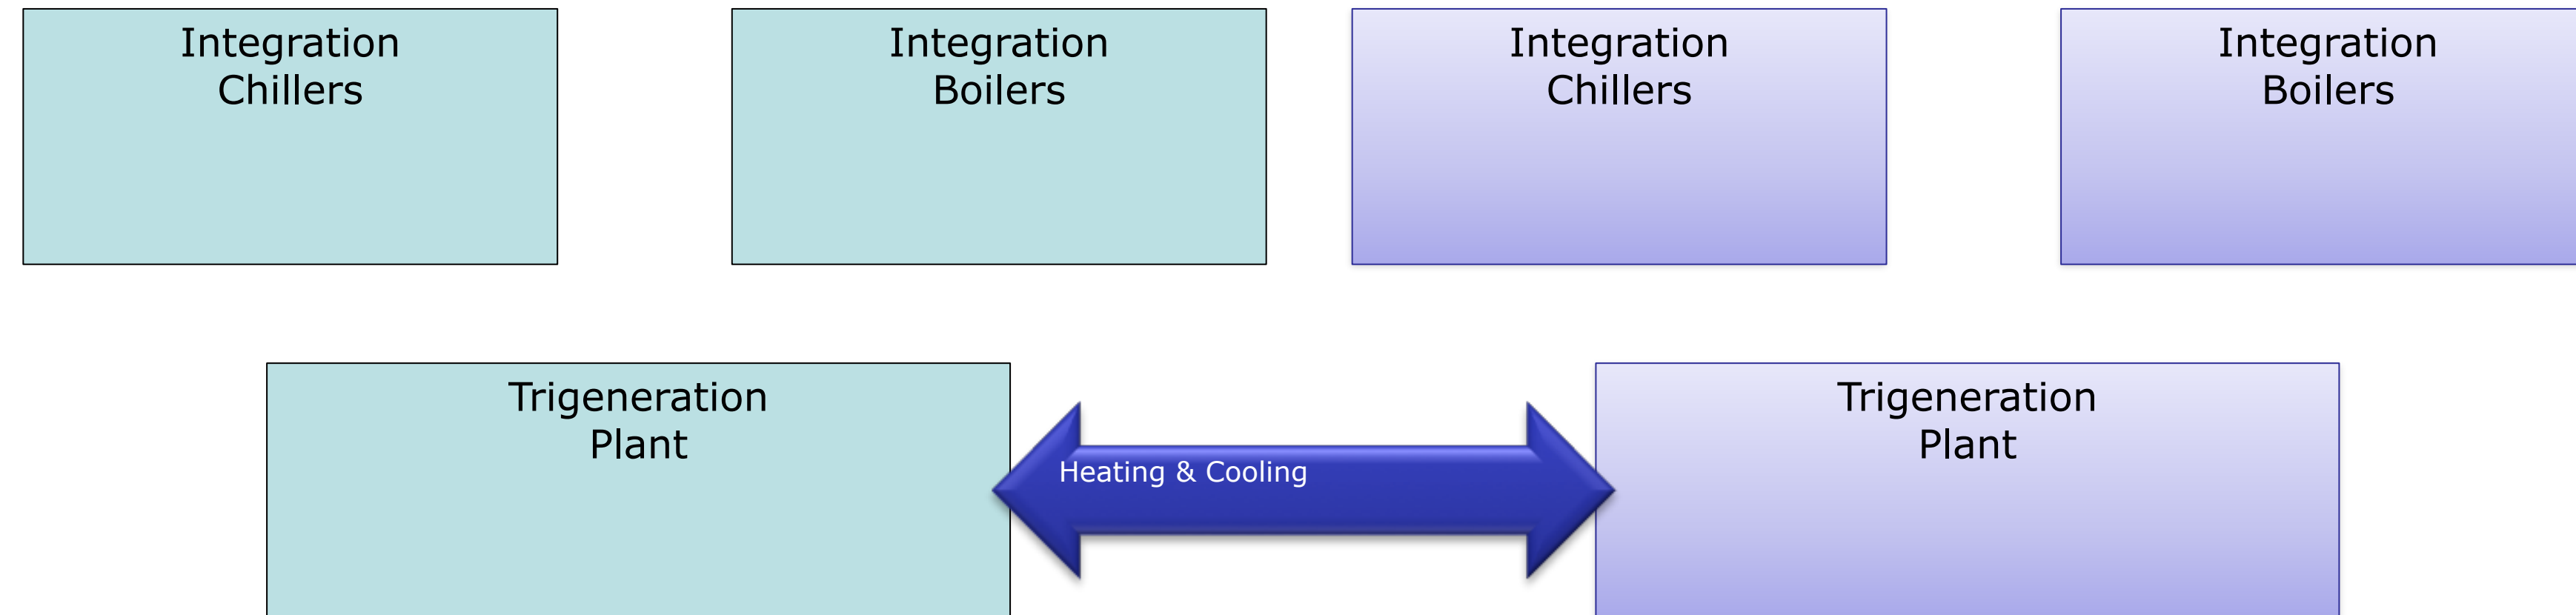 Integration
Chillers
Integration
Boilers
Integration
Chillers
Integration
Boilers
Trigeneration
Plant
Heating & Cooling
Trigeneration
Plant